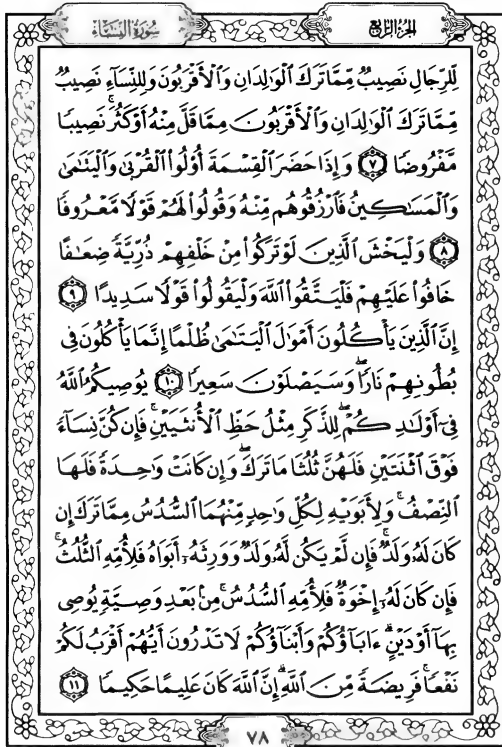 سُورَةُ النِّسَاءِ
الجزء الرابع
لِّلرِّجَالِ نَصِيبٌ مِّمَّا تَرَكَ ٱلْوَٰلِدَانِ وَٱلْأَقْرَبُونَ وَلِلنِّسَآءِ نَصِيبٌ
مِّمَّا تَرَكَ ٱلْوَٰلِدَانِ وَٱلْأَقْرَبُونَ مِمَّا قَلَّ مِنْهُ أَوْ كَثُرَ ۚ نَصِيبًا
مَّفْرُوضًا ٧ وَإِذَا حَضَرَ ٱلْقِسْمَةَ أُوْلُواْ ٱلْقُرْبَىٰ وَٱلْيَتَٰمَىٰ
وَٱلْمَسَٰكِينُ فَٱرْزُقُوهُم مِّنْهُ وَقُولُواْ لَهُمْ قَوْلًا مَّعْرُوفًا
٨ وَلْيَخْشَ ٱلَّذِينَ لَوْ تَرَكُواْ مِنْ خَلْفِهِمْ ذُرِّيَّةً ضِعَٰفًا
خَافُواْ عَلَيْهِمْ فَلْيَتَّقُواْ ٱللَّهَ وَلْيَقُولُواْ قَوْلًا سَدِيدًا ٩
إِنَّ ٱلَّذِينَ يَأْكُلُونَ أَمْوَٰلَ ٱلْيَتَٰمَىٰ ظُلْمًا إِنَّمَا يَأْكُلُونَ فِى
بُطُونِهِمْ نَارًا ۖ وَسَيَصْلَوْنَ سَعِيرًا ١٠ يُوصِيكُمُ ٱللَّهُ
فِىٓ أَوْلَٰدِكُمْ ۖ لِلذَّكَرِ مِثْلُ حَظِّ ٱلْأُنثَيَيْنِ ۚ فَإِن كُنَّ نِسَآءً
فَوْقَ ٱثْنَتَيْنِ فَلَهُنَّ ثُلُثَا مَا تَرَكَ ۖ وَإِن كَانَتْ وَٰحِدَةً فَلَهَا
ٱلنِّصْفُ ۚ وَلِأَبَوَيْهِ لِكُلِّ وَٰحِدٍ مِّنْهُمَا ٱلسُّدُسُ مِمَّا تَرَكَ إِن
كَانَ لَهُۥ وَلَدٌ ۚ فَإِن لَّمْ يَكُن لَّهُۥ وَلَدٌ وَوَرِثَهُۥٓ أَبَوَاهُ فَلِأُمِّهِ ٱلثُّلُثُ ۚ
فَإِن كَانَ لَهُۥٓ إِخْوَةٌ فَلِأُمِّهِ ٱلسُّدُسُ ۚ مِنۢ بَعْدِ وَصِيَّةٍ يُوصِى
بِهَآ أَوْ دَيْنٍ ۗ ءَابَآؤُكُمْ وَأَبْنَآؤُكُمْ لَا تَدْرُونَ أَيُّهُمْ أَقْرَبُ لَكُمْ
نَفْعًا ۚ فَرِيضَةً مِّنَ ٱللَّهِ ۗ إِنَّ ٱللَّهَ كَانَ عَلِيمًا حَكِيمًا ١١
٧٨